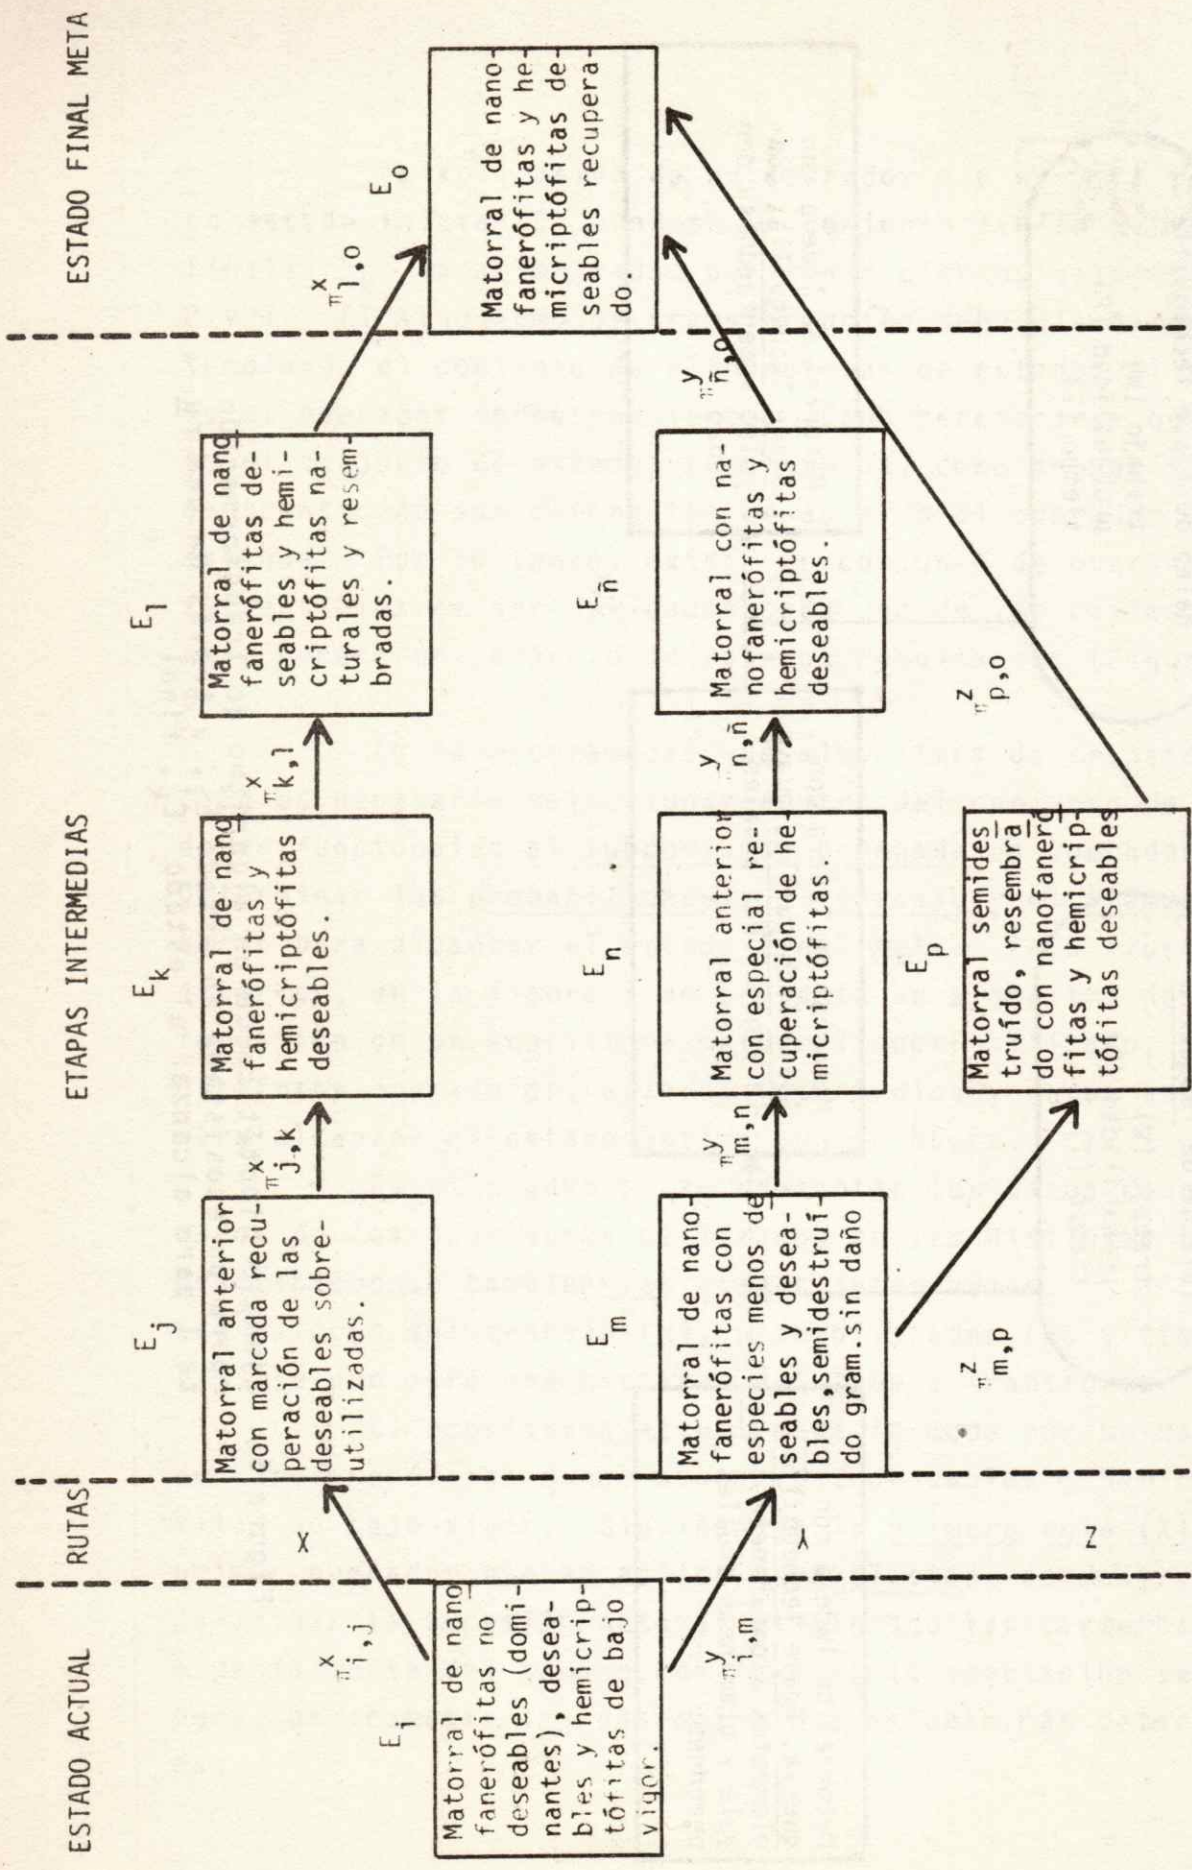 ESTADO ACTUAL
RUTAS
ETAPAS INTERMEDIAS
ESTADO FINAL META
E i
Matorral de nano
fanerófitas no
deseables (domi-
nantes), desea-
bles y hemicrip-
tófitas de bajo
vigor.
π x i,j
X
π y i,m
Y
Z
E j
Matorral anterior
con marcada recu-
peración de las
deseables sobre-
utilizadas.
π x j,k
E k
Matorral de nano
fanerófitas y
hemicriptófitas
deseables.
π x k,l
E l
Matorral de nano
fanerófitas de-
seables y hemi-
criptófitas na-
turales y resem-
bradas.
π x l,o
E m
Matorral de nano-
fanerófitas con
especies menos de
seables y desea-
bles,semidestruí-
do gram.sin daño
π y m,n
E n
Matorral anterior
con especial re-
cuperación de he-
micriptófitas.
π y n,ñ
E ñ
Matorral con na-
nofanerófitas y
hemicriptófitas
deseables.
π y ñ,o
π z m,p
E p
Matorral semides
truído, resembra
do con nanofaneró
fitas y hemicrip-
tófitas deseables
π z p,o
E o
Matorral de nano-
fanerófitas y he-
micriptófitas de-
seables recupera-
do.